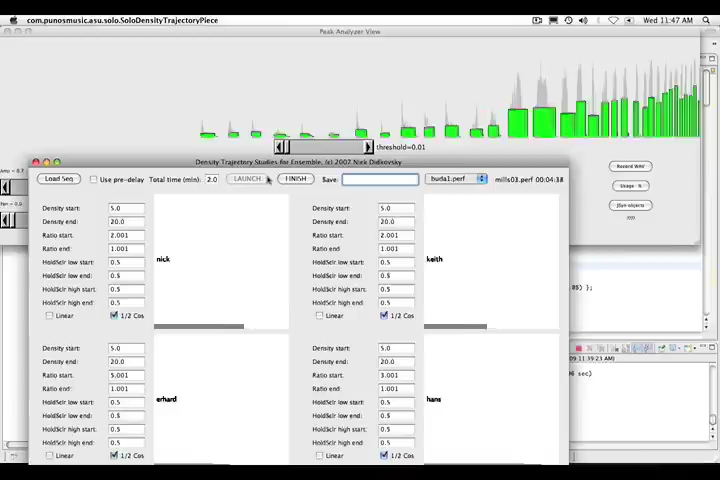 com.punosmusic.asu.solo.SoloDensityTrajectoryPiece
Wed 11:47 AM
Peak Analyzer View
threshold=0.01
Density Trajectory Studies for Ensemble, (c) 2007 Nick Didkovsky
Record WAV
Load Seq Use pre-delay Total time (min): 2.0 LAUNCH FINISH Save: buda1.perf mills03.perf 00:04:38
Usage - %
JSyn objects
????
Density start: 5.0
Density end: 20.0
Ratio start: 2.001
Ratio end: 1.001
HoldSclr low start: 0.5
HoldSclr low end: 0.5
HoldSclr high start: 0.5
HoldSclr high end: 0.5
Linear 1/2 Cos
nick
Density start: 5.0
Density end: 20.0
Ratio start: 2.001
Ratio end: 1.001
HoldSclr low start: 0.5
HoldSclr low end: 0.5
HoldSclr high start: 0.5
HoldSclr high end: 0.5
Linear 1/2 Cos
keith
Density start: 5.0
Density end: 20.0
Ratio start: 3.001
Ratio end: 1.001
HoldSclr low start: 0.5
HoldSclr low end: 0.5
HoldSclr high start: 0.5
HoldSclr high end: 0.5
Linear 1/2 Cos
erhard
Density start: 5.0
Density end: 20.0
Ratio start: 3.001
Ratio end: 1.001
HoldSclr low start: 0.5
HoldSclr low end: 0.5
HoldSclr high start: 0.5
HoldSclr high end: 0.5
Linear 1/2 Cos
hans
09 11:39:23 AM)
sec)